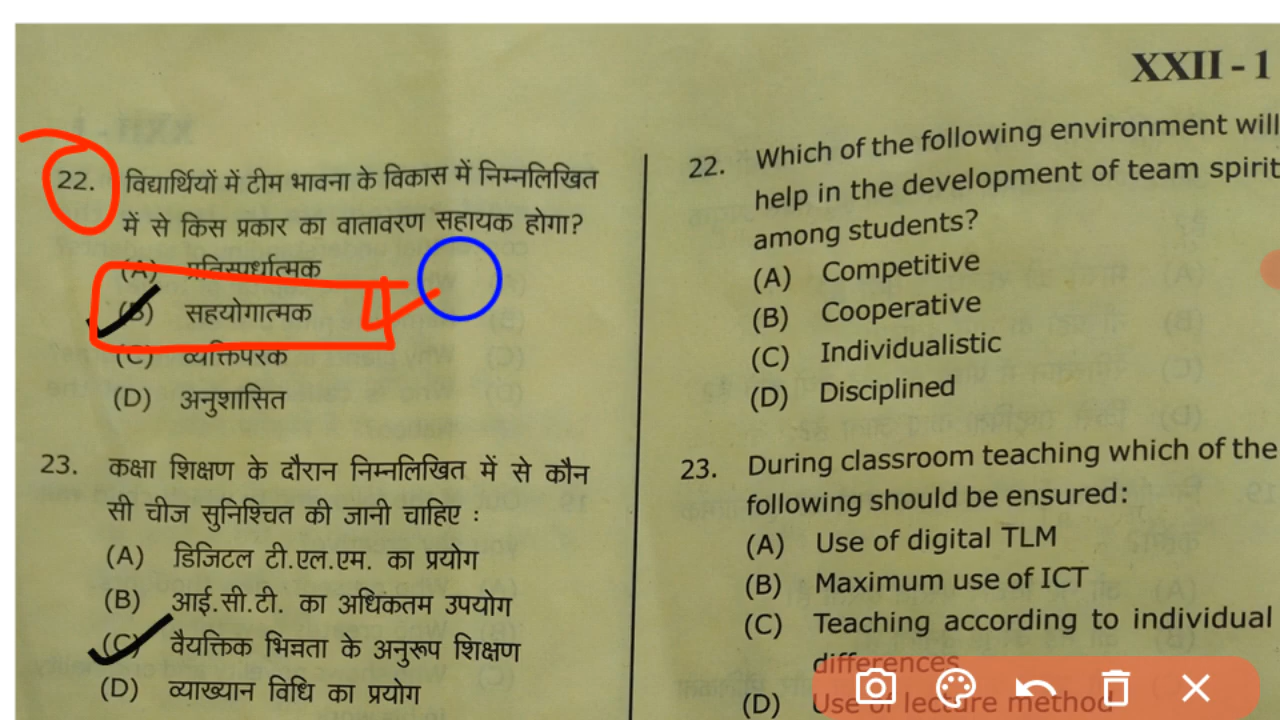 XXII - 1
22. विद्यार्थियों में टीम भावना के विकास में निम्नलिखित
में से किस प्रकार का वातावरण सहायक होगा?
(A) प्रतिस्पर्धात्मक
(B) सहयोगात्मक
(C) व्यक्तिपरक
(D) अनुशासित
23. कक्षा शिक्षण के दौरान निम्नलिखित में से कौन
सी चीज सुनिश्चित की जानी चाहिए :
(A) डिजिटल टी.एल.एम. का प्रयोग
(B) आई.सी.टी. का अधिकतम उपयोग
(C) वैयक्तिक भिन्नता के अनुरूप शिक्षण
(D) व्याख्यान विधि का प्रयोग
22. Which of the following environment will
help in the development of team spirit
among students?
(A) Competitive
(B) Cooperative
(C) Individualistic
(D) Disciplined
23. During classroom teaching which of the
following should be ensured:
(A) Use of digital TLM
(B) Maximum use of ICT
(C) Teaching according to individual
differences
(D) Use of lecture method